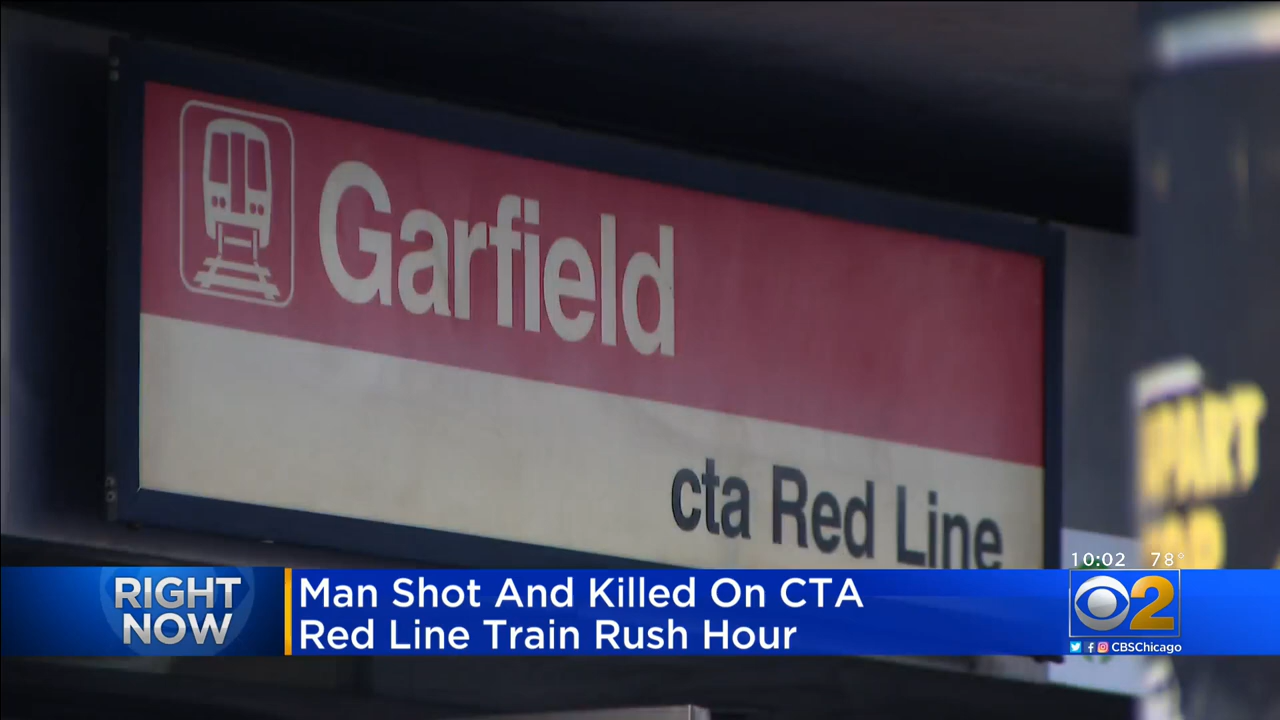 Garfield
cta Red Line
10:02 78°
RIGHT
NOW
Man Shot And Killed On CTA
Red Line Train Rush Hour
2
CBSChicago